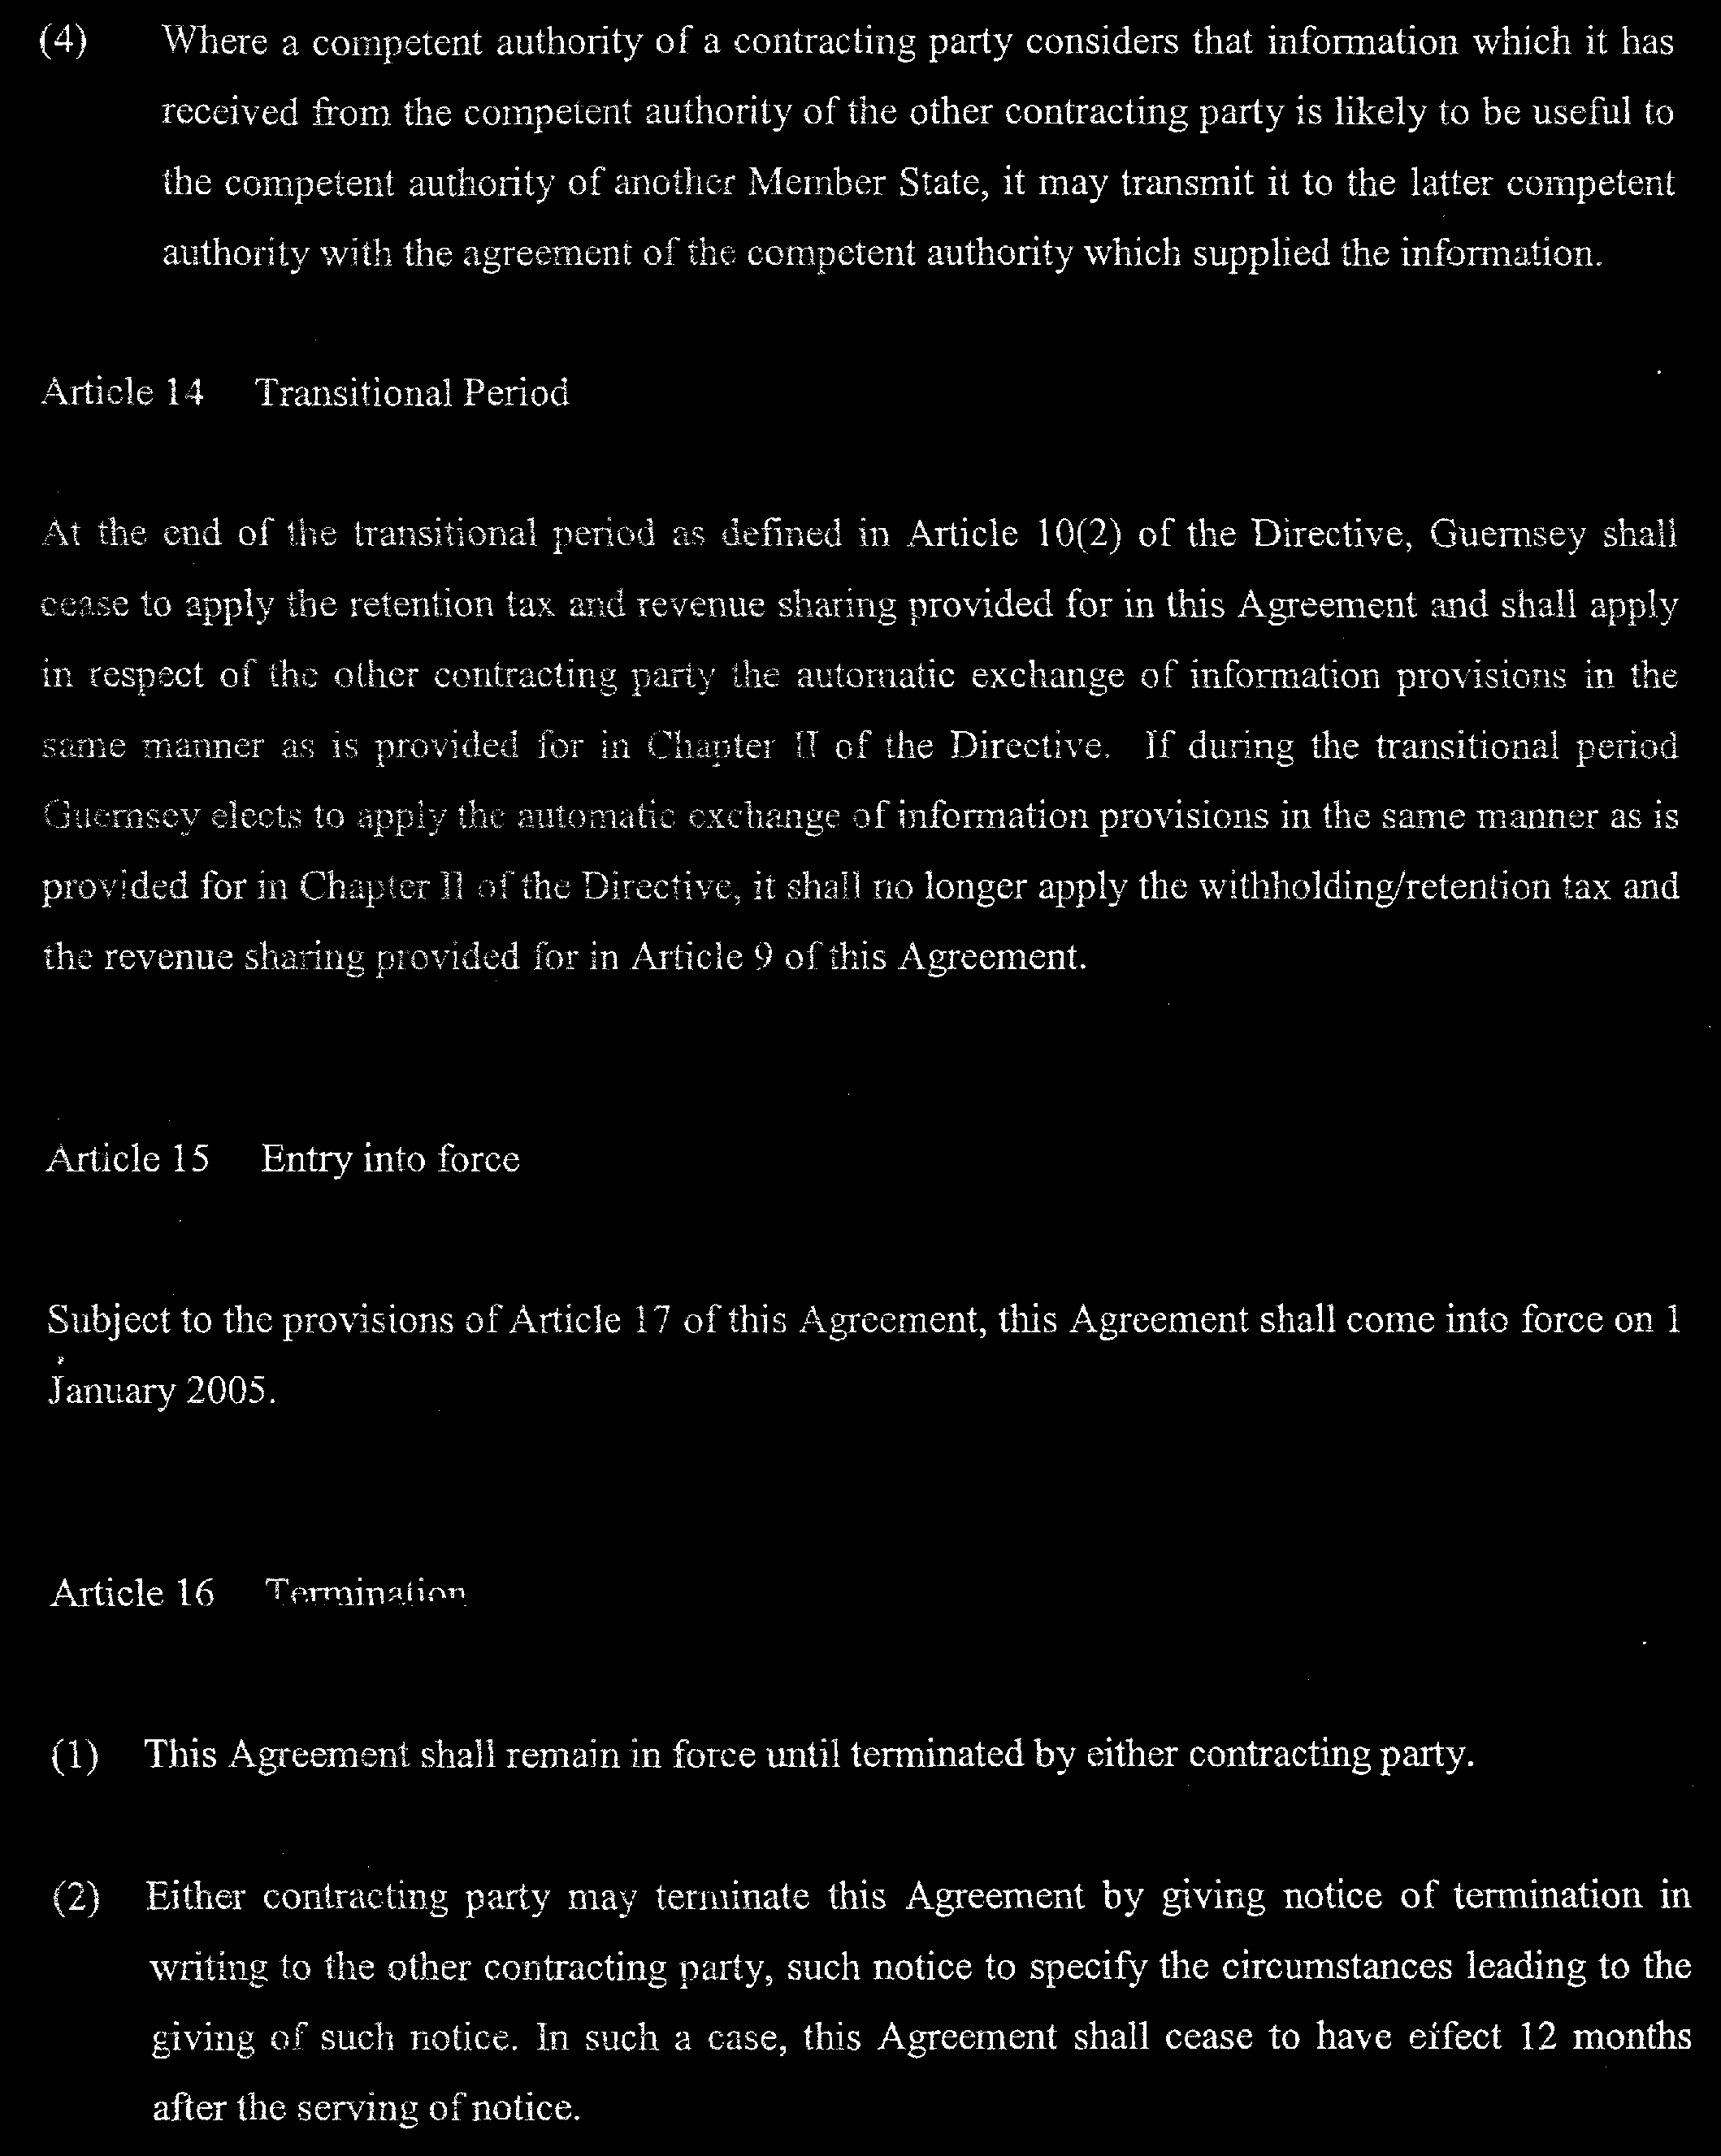 (4) Where a competent authority of a contracting party considers that information which it has
received from the competent authority of the other contracting party is likely to be useful to
the competent authority of another Member State, it may transmit it to the latter competent
authority with the agreement of the competent authority which supplied the information.
Article 14 Transitional Period
At the end of the transitional period as defined in Article 10(2) of the Directive, Guernsey shall
cease to apply the retention tax and revenue sharing provided for in this Agreement and shall apply
in respect of the other contracting party the automatic exchange of information provisions in the
same manner as is provided for in Chapter II of the Directive. If during the transitional period
Guernsey elects to apply the automatic exchange of information provisions in the same manner as is
provided for in Chapter II of the Directive, it shall no longer apply the withholding/retention tax and
the revenue sharing provided for in Article 9 of this Agreement.
Article 15 Entry into force
Subject to the provisions of Article 17 of this Agreement, this Agreement shall come into force on 1
January 2005.
Article 16 Termination
(1) This Agreement shall remain in force until terminated by either contracting party.
(2) Either contracting party may terminate this Agreement by giving notice of termination in
writing to the other contracting party, such notice to specify the circumstances leading to the
giving of such notice. In such a case, this Agreement shall cease to have effect 12 months
after the serving of notice.